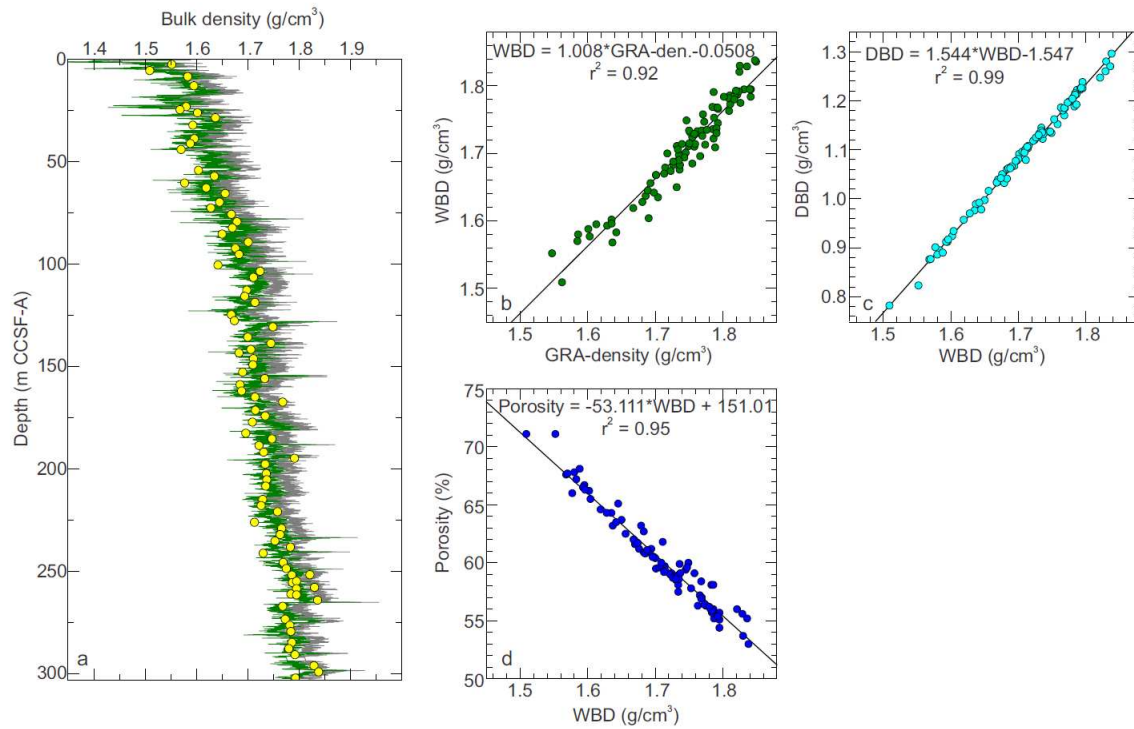 Bulk density (g/cm³)
1.4 1.5 1.6 1.7 1.8 1.9
0
50
100
150
200
250
300
Depth (m CCSF-A)
a
WBD = 1.008*GRA-den.-0.0508
r² = 0.92
1.8
1.7
1.6
1.5
WBD (g/cm³)
b
1.5 1.6 1.7 1.8
GRA-density (g/cm³)
DBD = 1.544*WBD-1.547
r² = 0.99
1.3
1.2
1.1
1.0
0.9
0.8
DBD (g/cm³)
c
1.5 1.6 1.7 1.8
WBD (g/cm³)
Porosity = -53.111*WBD + 151.01
r² = 0.95
75
70
65
60
55
50
Porosity (%)
d
1.5 1.6 1.7 1.8
WBD (g/cm³)